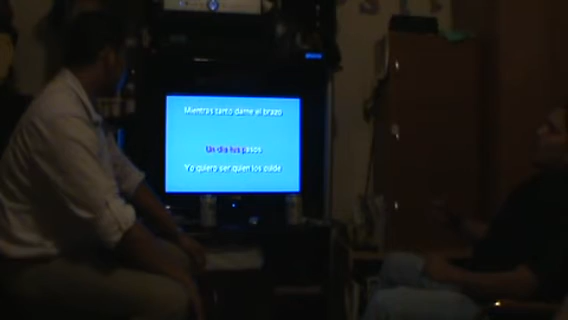 Mientras tanto dame el brazo
Un día tus pasos
Yo quiero ser quien los cuide